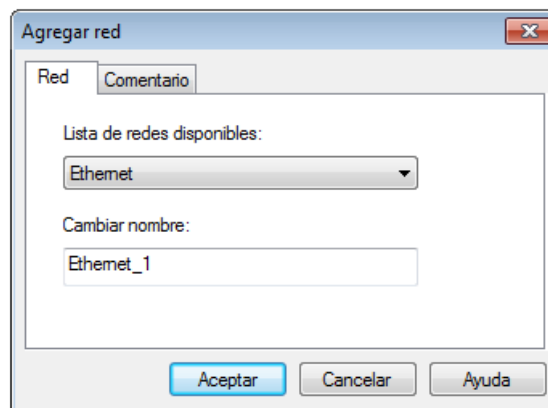 Agregar red
Red
Comentario
Lista de redes disponibles:
Ethernet
Cambiar nombre:
Ethernet_1
Aceptar
Cancelar
Ayuda